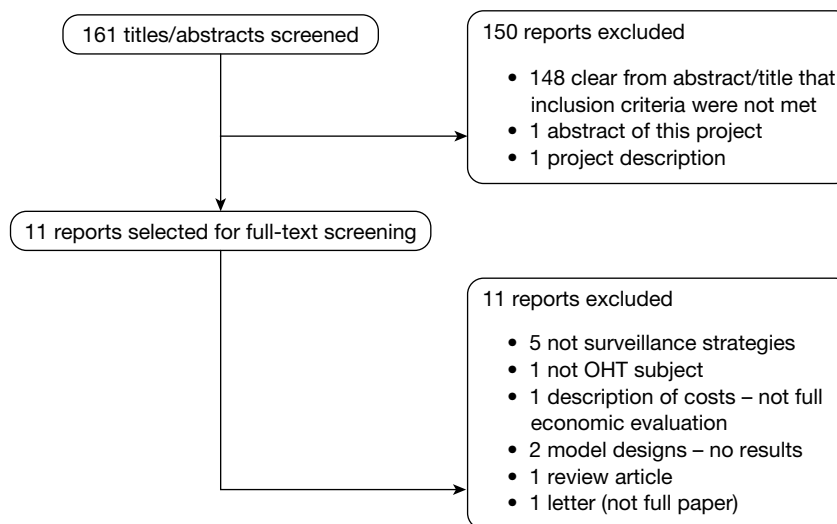 161 titles/abstracts screened
150 reports excluded
• 148 clear from abstract/title that
inclusion criteria were not met
• 1 abstract of this project
• 1 project description
11 reports selected for full-text screening
11 reports excluded
• 5 not surveillance strategies
• 1 not OHT subject
• 1 description of costs – not full
economic evaluation
• 2 model designs – no results
• 1 review article
• 1 letter (not full paper)